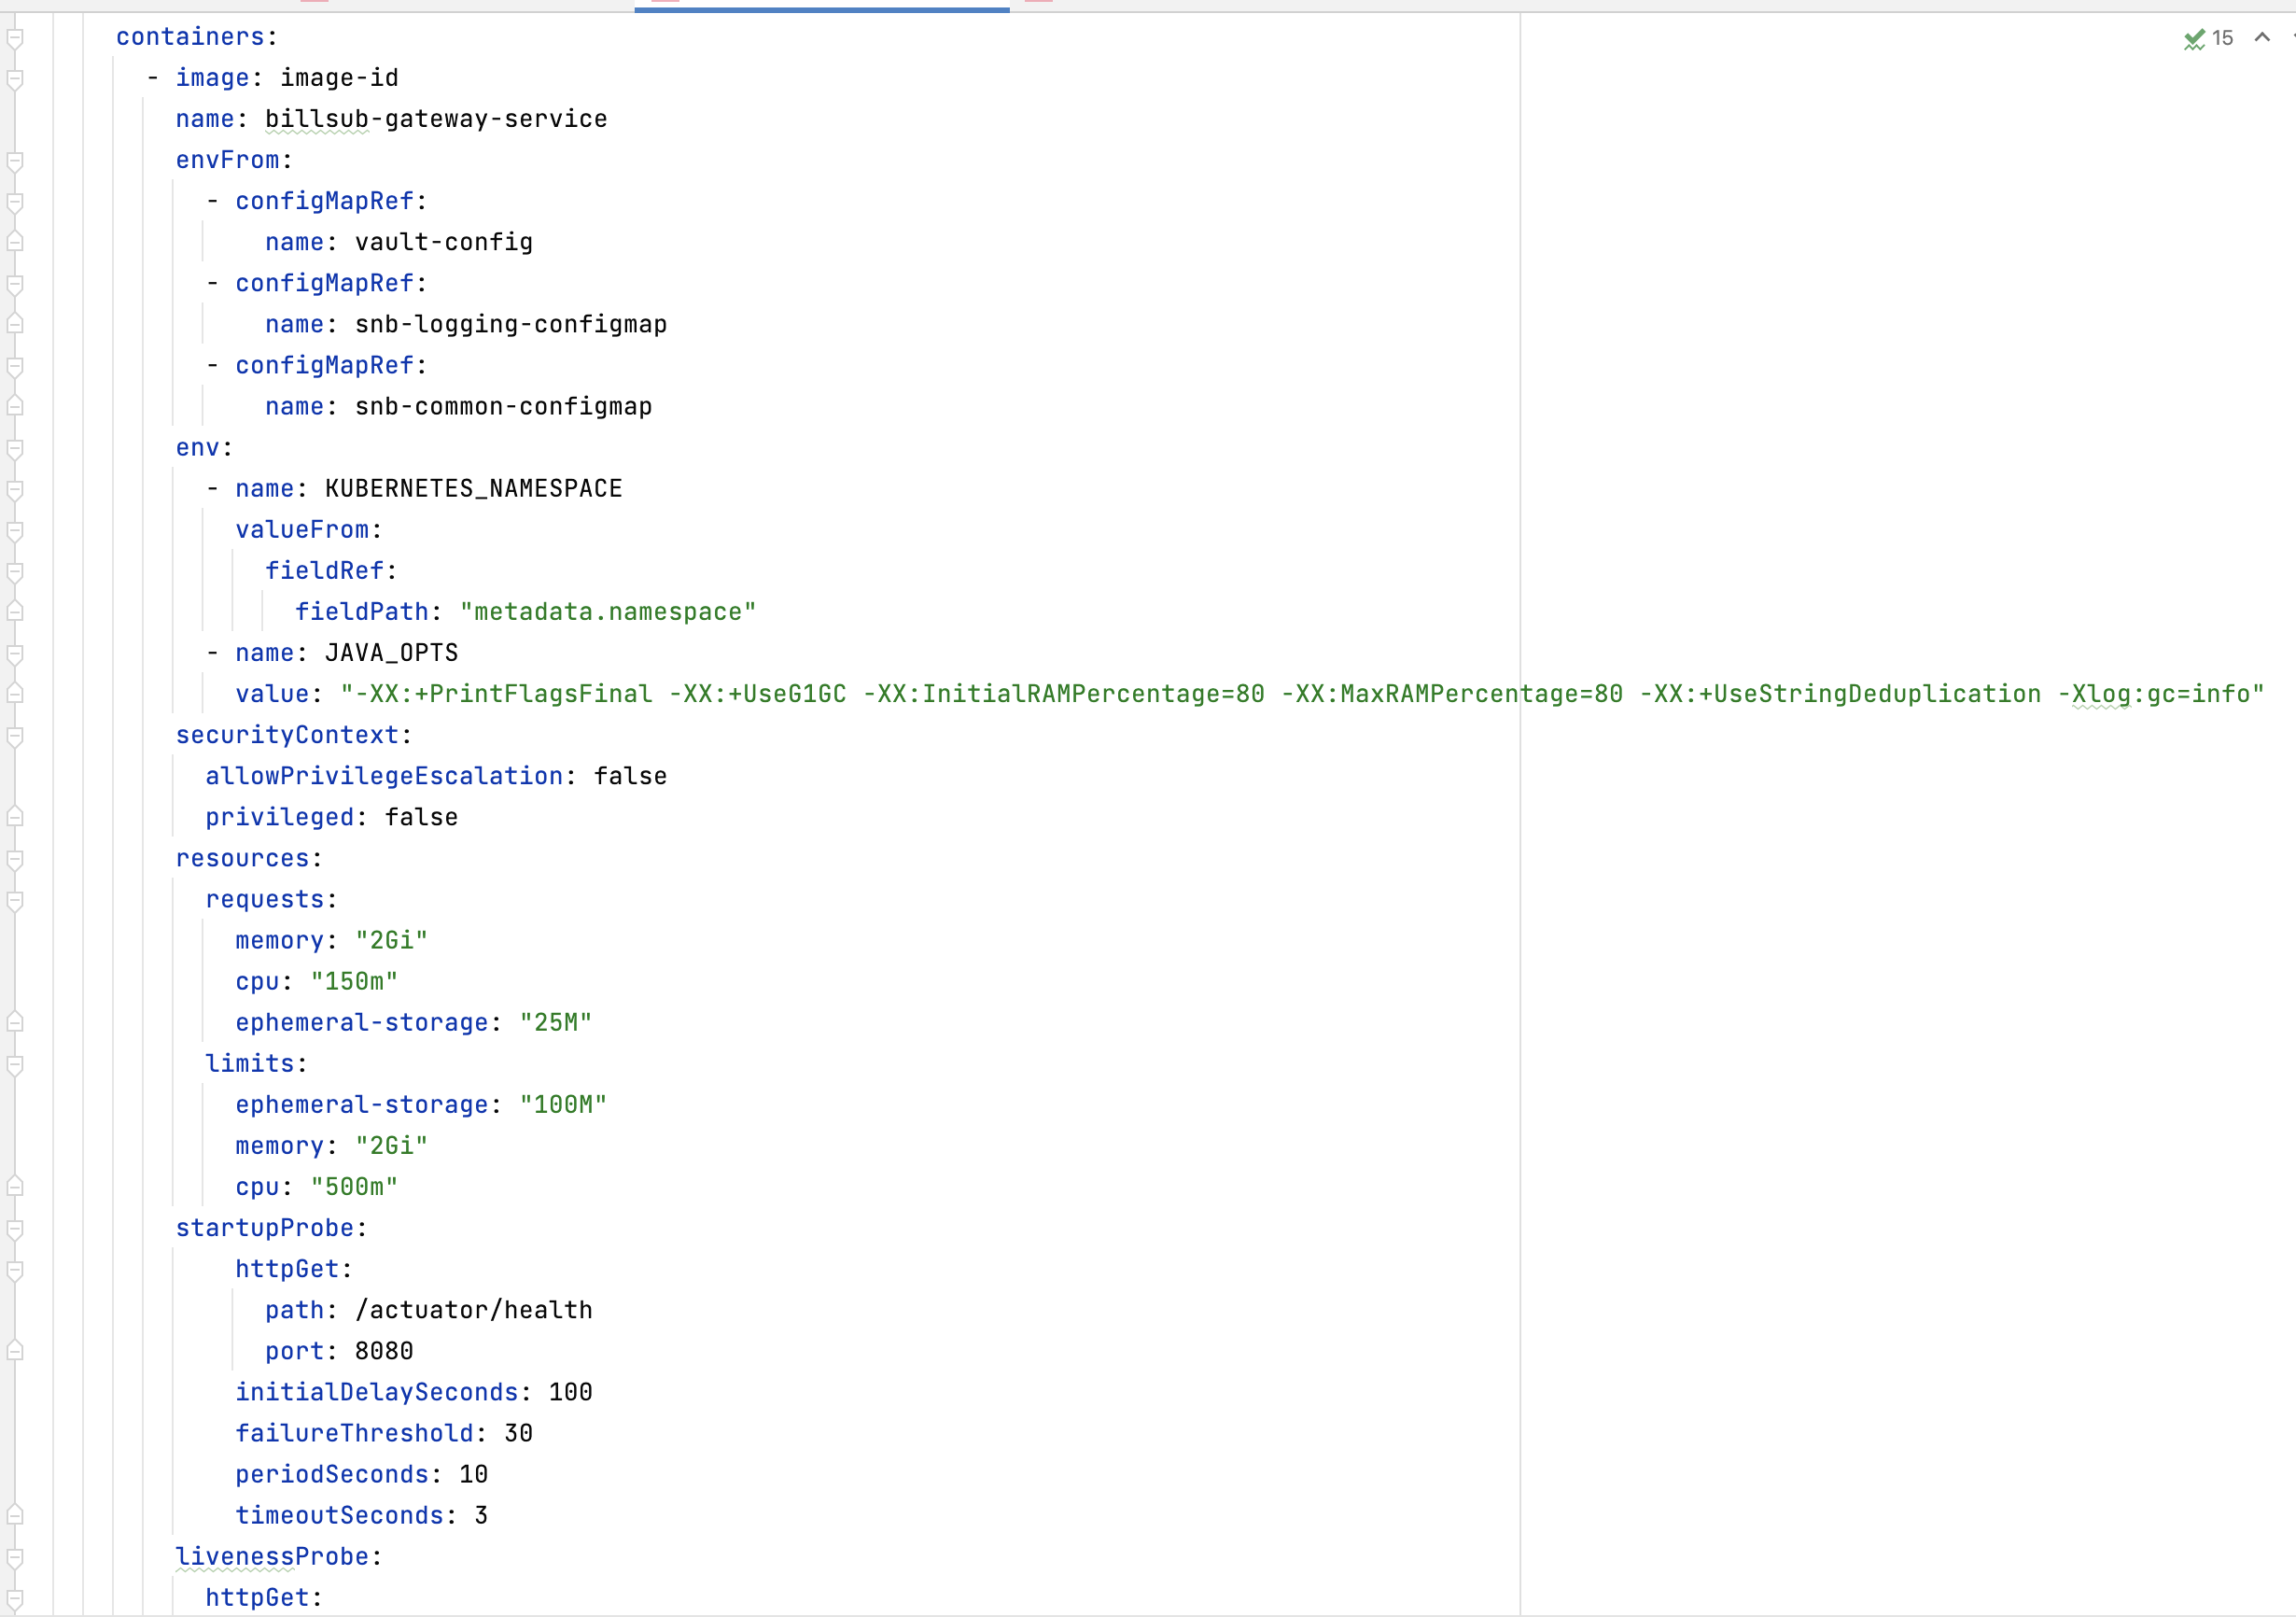 containers:
15
- image: image-id
name: billsub-gateway-service
envFrom:
- configMapRef:
name: vault-config
- configMapRef:
name: snb-logging-configmap
- configMapRef:
name: snb-common-configmap
env:
- name: KUBERNETES_NAMESPACE
valueFrom:
fieldRef:
fieldPath: "metadata.namespace"
- name: JAVA_OPTS
value: "-XX:+PrintFlagsFinal -XX:+UseG1GC -XX:InitialRAMPercentage=80 -XX:MaxRAMPercentage=80 -XX:+UseStringDeduplication -Xlog:gc=info"
securityContext:
allowPrivilegeEscalation: false
privileged: false
resources:
requests:
memory: "2Gi"
cpu: "150m"
ephemeral-storage: "25M"
limits:
ephemeral-storage: "100M"
memory: "2Gi"
cpu: "500m"
startupProbe:
httpGet:
path: /actuator/health
port: 8080
initialDelaySeconds: 100
failureThreshold: 30
periodSeconds: 10
timeoutSeconds: 3
livenessProbe:
httpGet: